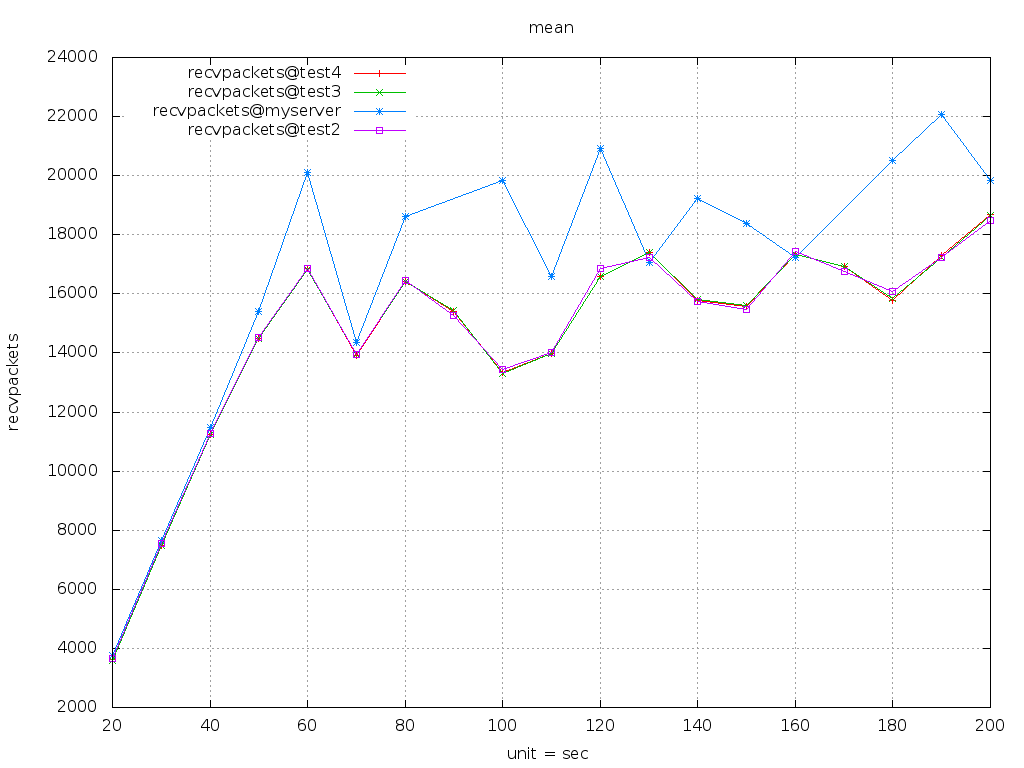 mean
24000
22000
20000
18000
16000
14000
12000
10000
8000
6000
4000
2000
recvpackets
recvpackets@test4
recvpackets@test3
recvpackets@myserver
recvpackets@test2
20 40 60 80 100 120 140 160 180 200
unit = sec